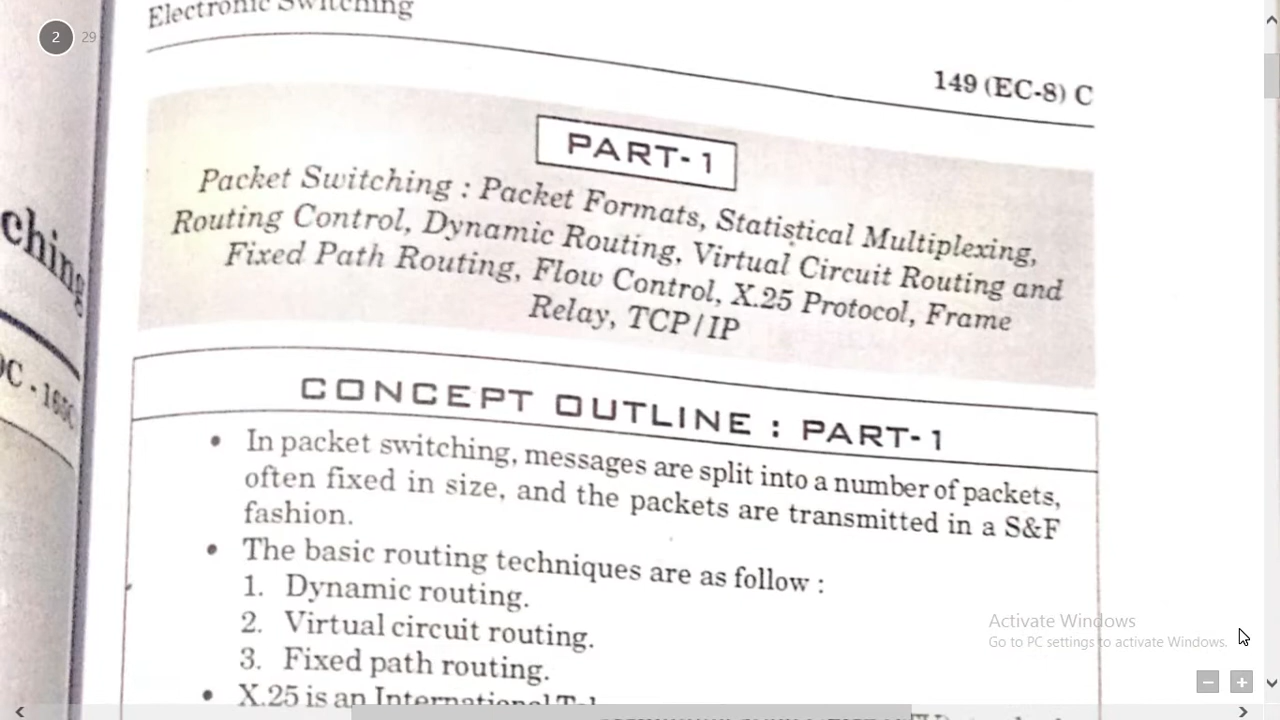 2 29
Electronic Switching
149 (EC-8) C
ching
PART-1
Packet Switching : Packet Formats, Statistical Multiplexing,
Routing Control, Dynamic Routing, Virtual Circuit Routing and
Fixed Path Routing, Flow Control, X.25 Protocol, Frame
Relay, TCP/IP
CONCEPT OUTLINE : PART-1
• In packet switching, messages are split into a number of packets,
often fixed in size, and the packets are transmitted in a S&F
fashion.
• The basic routing techniques are as follow :
1. Dynamic routing.
2. Virtual circuit routing.
3. Fixed path routing.
• X.25 is an International
Activate Windows
Go to PC settings to activate Windows.